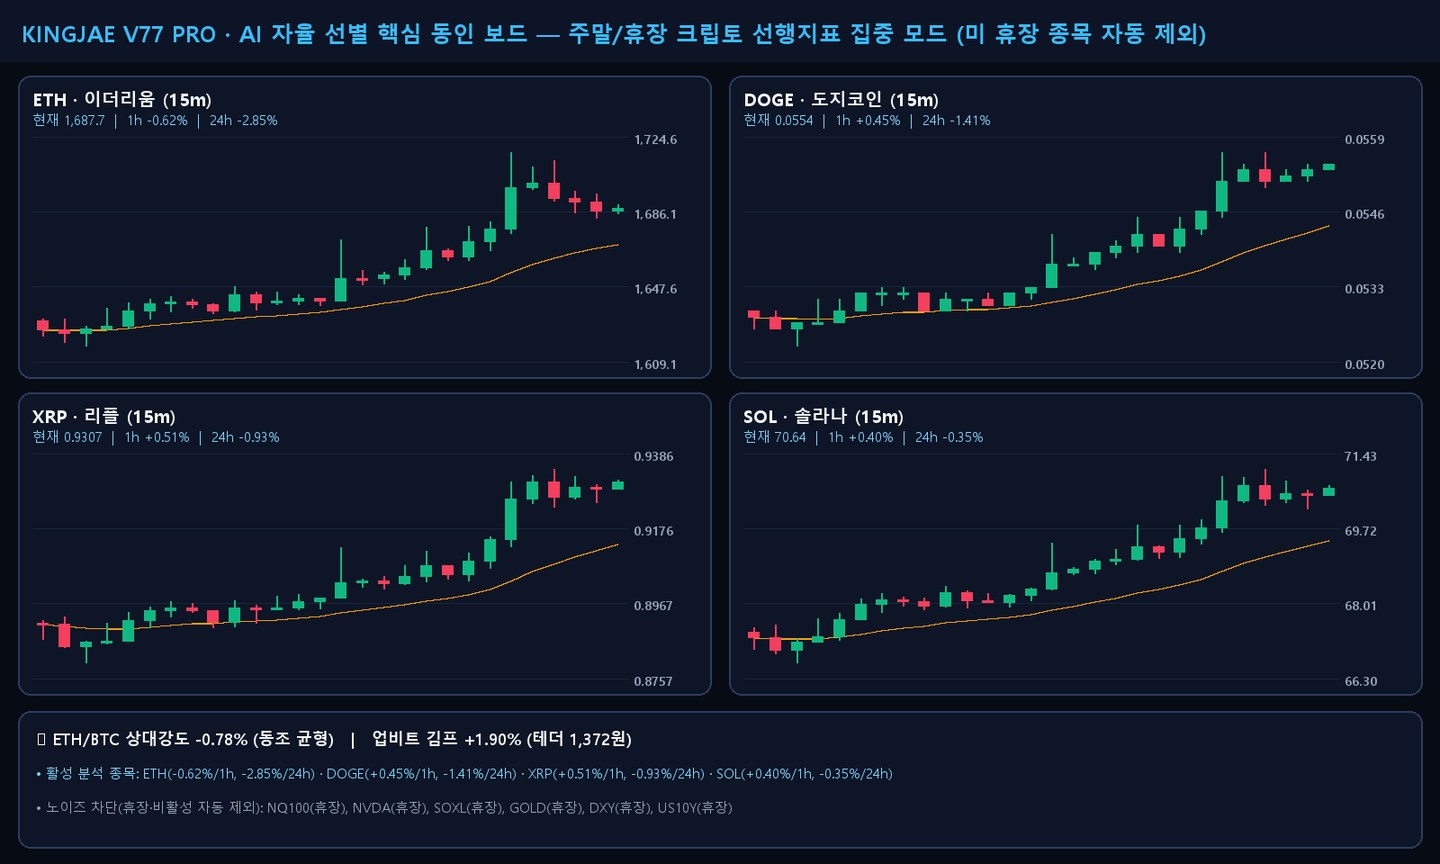 KINGJAE V77 PRO · AI 자율 선별 핵심 동인 보드 — 주말/휴장 크립토 선행지표 집중 모드 (미 휴장 종목 자동 제외)
ETH · 이더리움 (15m)
현재 1,687.7 | 1h -0.62% | 24h -2.85%
1,724.6
1,686.1
1,647.6
1,609.1
DOGE · 도지코인 (15m)
현재 0.0554 | 1h +0.45% | 24h -1.41%
0.0559
0.0546
0.0533
0.0520
XRP · 리플 (15m)
현재 0.9307 | 1h +0.51% | 24h -0.93%
0.9386
0.9176
0.8967
0.8757
SOL · 솔라나 (15m)
현재 70.64 | 1h +0.40% | 24h -0.35%
71.43
69.72
68.01
66.30
ETH/BTC 상대강도 -0.78% (동조 균형) | 업비트 김프 +1.90% (테더 1,372원)
• 활성 분석 종목: ETH(-0.62%/1h, -2.85%/24h) · DOGE(+0.45%/1h, -1.41%/24h) · XRP(+0.51%/1h, -0.93%/24h) · SOL(+0.40%/1h, -0.35%/24h)
• 노이즈 차단(휴장·비활성 자동 제외): NQ100(휴장), NVDA(휴장), SOXL(휴장), GOLD(휴장), DXY(휴장), US10Y(휴장)